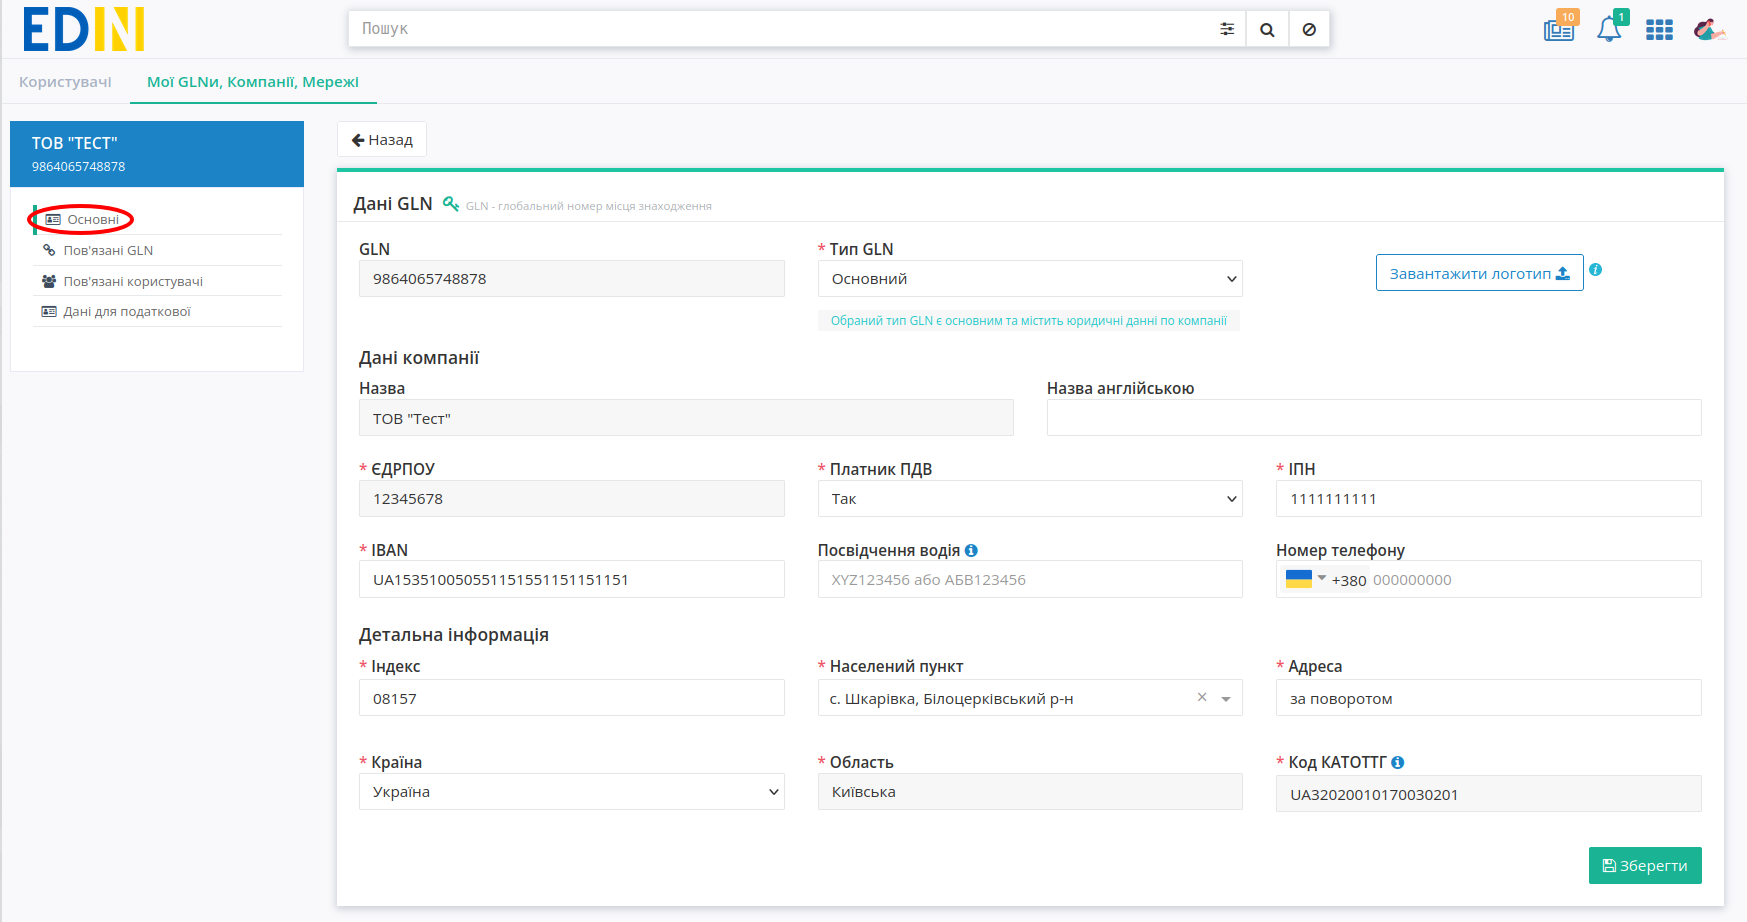 EDIN
Пошук
10
1
Користувачі
Мої GLNи, Компанії, Мережі
ТОВ "ТЕСТ"
9864065748878
Основні
Пов'язані GLN
Пов'язані користувачі
Дані для податкової
Назад
Дані GLN GLN - глобальний номер місця знаходження
GLN
* Тип GLN
9864065748878
Основний
Завантажити логотип
Обраний тип GLN є основним та містить юридичні данні по компанії
Дані компанії
Назва
Назва англійською
ТОВ "Тест"
* ЄДРПОУ
* Платник ПДВ
* ІПН
12345678
Так
1111111111
* IBAN
Посвідчення водія
Номер телефону
UA153510050551151551151151151
XYZ123456 або АБВ123456
+380 000000000
Детальна інформація
* Індекс
* Населений пункт
* Адреса
08157
с. Шкарівка, Білоцерківський р-н
за поворотом
* Країна
* Область
* Код КАТОТТГ
Україна
Київська
UA32020010170030201
Зберегти